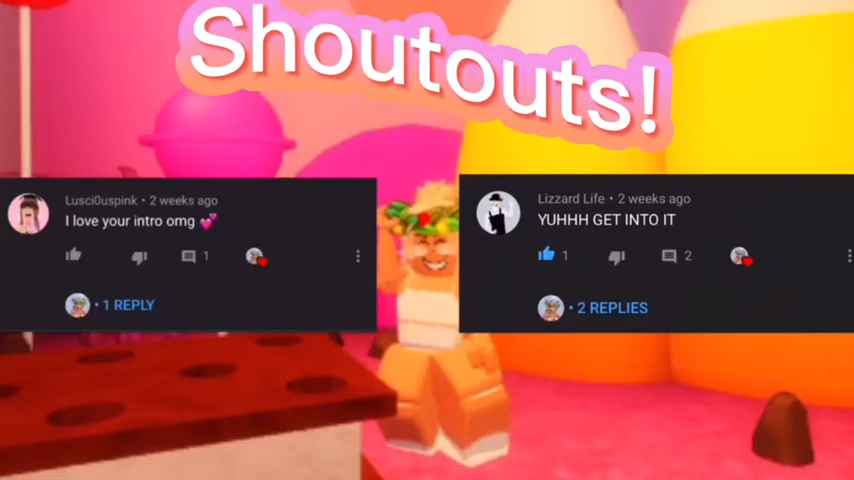 Shoutouts!
Lusci0uspink • 2 weeks ago
I love your intro omg 💕
1
• 1 REPLY
Lizzard Life • 2 weeks ago
YUHHH GET INTO IT
1 2
• 2 REPLIES